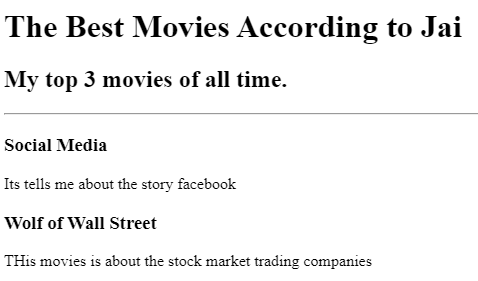 The Best Movies According to Jai
My top 3 movies of all time.
Social Media
Its tells me about the story facebook
Wolf of Wall Street
THis movies is about the stock market trading companies